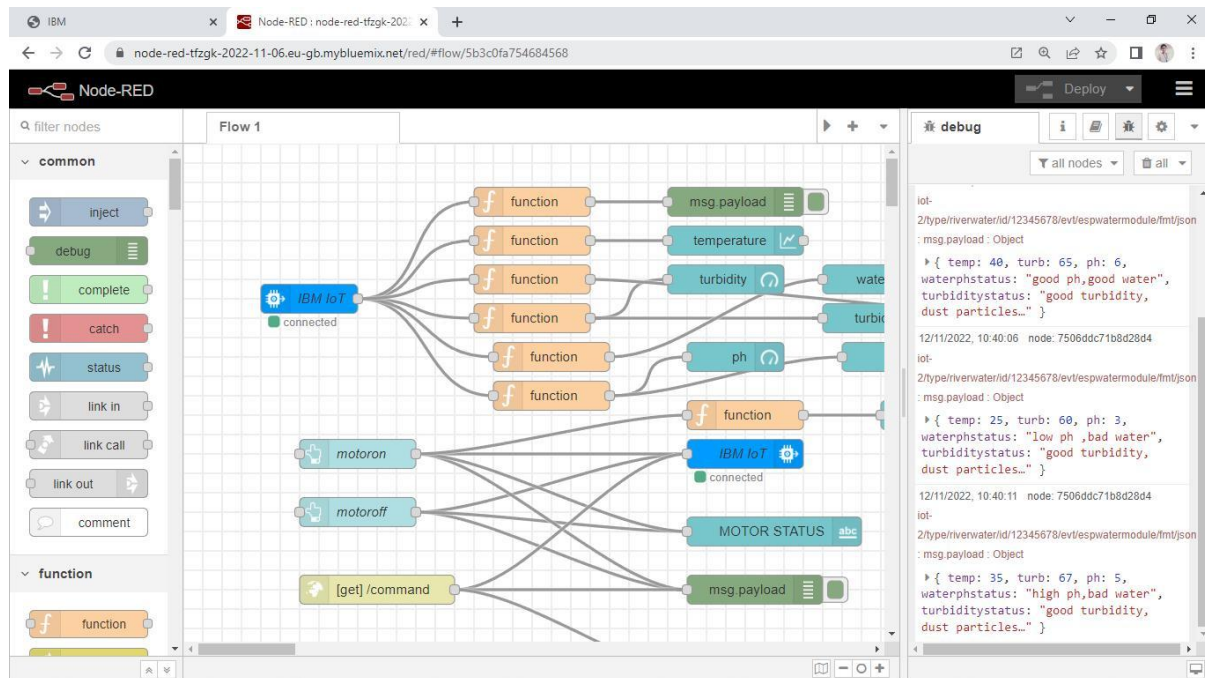 IBM
Node-RED : node-red-tfzgk-202
node-red-tfzgk-2022-11-06.eu-gb.mybluemix.net/red/#flow/5b3c0fa754684568
Node-RED
Deploy
filter nodes
Flow 1
debug
i
all nodes
all
common
inject
debug
complete
catch
status
link in
link call
link out
comment
function
function
function
msg.payload
function
temperature
function
turbidity
wate
IBM IoT
connected
function
turbid
function
ph
function
function
motoron
IBM IoT
connected
motoroff
MOTOR STATUS
abc
[get] /command
msg.payload
iot-
2/type/riverwater/id/12345678/evt/espwatermodule/fmt/json
: msg.payload : Object
{ temp: 40, turb: 65, ph: 6,
waterphstatus: "good ph,good water",
turbiditystatus: "good turbidity,
dust particles…" }
12/11/2022, 10:40:06 node: 7506ddc71b8d28d4
iot-
2/type/riverwater/id/12345678/evt/espwatermodule/fmt/json
: msg.payload : Object
{ temp: 25, turb: 60, ph: 3,
waterphstatus: "low ph ,bad water",
turbiditystatus: "good turbidity,
dust particles…" }
12/11/2022, 10:40:11 node: 7506ddc71b8d28d4
iot-
2/type/riverwater/id/12345678/evt/espwatermodule/fmt/json
: msg.payload : Object
{ temp: 35, turb: 67, ph: 5,
waterphstatus: "high ph,bad water",
turbiditystatus: "good turbidity,
dust particles…" }